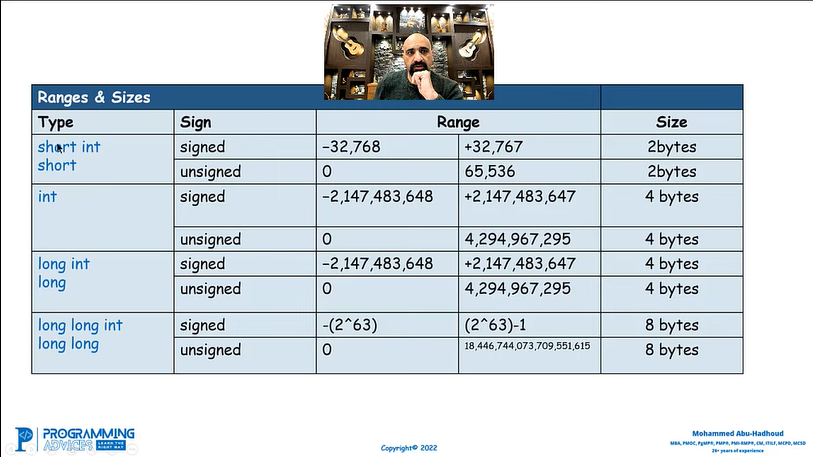 Ranges & Sizes
Type Sign Range Size
short int signed −32,768 +32,767 2bytes
short unsigned 0 65,536 2bytes
int signed −2,147,483,648 +2,147,483,647 4 bytes
unsigned 0 4,294,967,295 4 bytes
long int signed −2,147,483,648 +2,147,483,647 4 bytes
long unsigned 0 4,294,967,295 4 bytes
long long int signed -(2^63) (2^63)-1 8 bytes
long long unsigned 0 18,446,744,073,709,551,615 8 bytes
PROGRAMMING
ADVICES LEARN THE RIGHT WAY
Copyright© 2022
Mohammed Abu-Hadhoud
MBA, PMOC, PgMP®, PMP®, PMI-RMP®, CM, ITILF, MCPD, MCSD
26+ years of experience